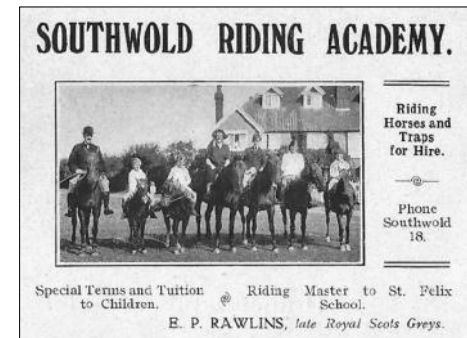 SOUTHWOLD RIDING ACADEMY.
Riding
Horses and
Traps
for Hire.
Phone
Southwold
18.
Special Terms and Tuition
to Children.
Riding Master to St. Felix
School.
E. P. RAWLINS, late Royal Scots Greys.